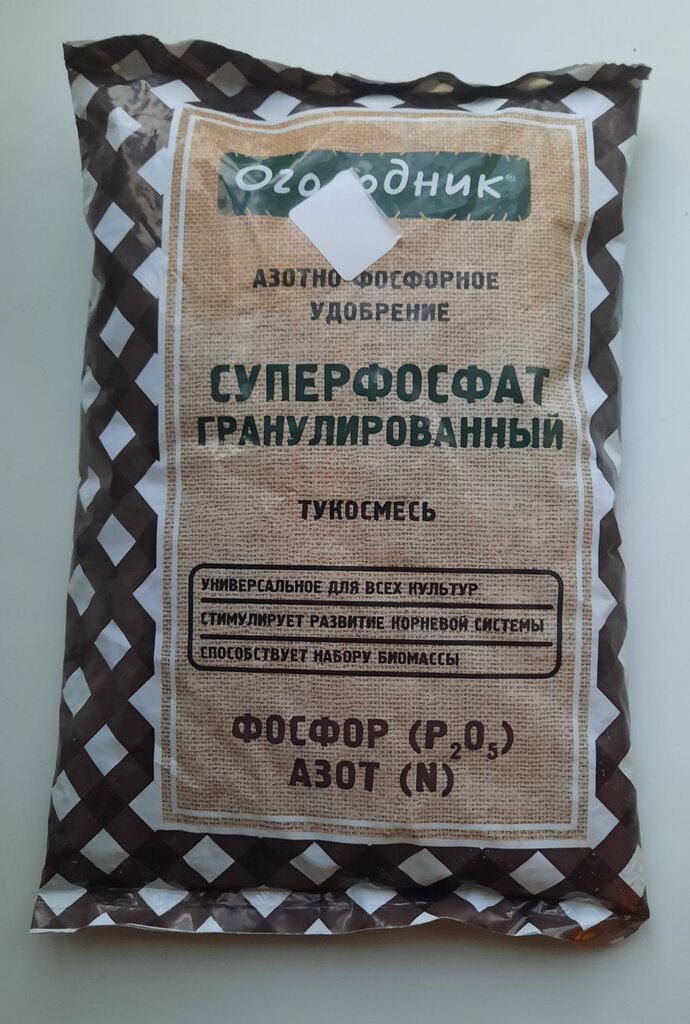 АЗОТНО-ФОСФОРНОЕ
УДОБРЕНИЕ
СУПЕРФОСФАТ
ГРАНУЛИРОВАННЫЙ
ТУКОСМЕСЬ
УНИВЕРСАЛЬНОЕ ДЛЯ ВСЕХ КУЛЬТУР
СТИМУЛИРУЕТ РАЗВИТИЕ КОРНЕВОЙ СИСТЕМЫ
СПОСОБСТВУЕТ НАБОРУ БИОМАССЫ
ФОСФОР (P₂O₅)
АЗОТ (N)